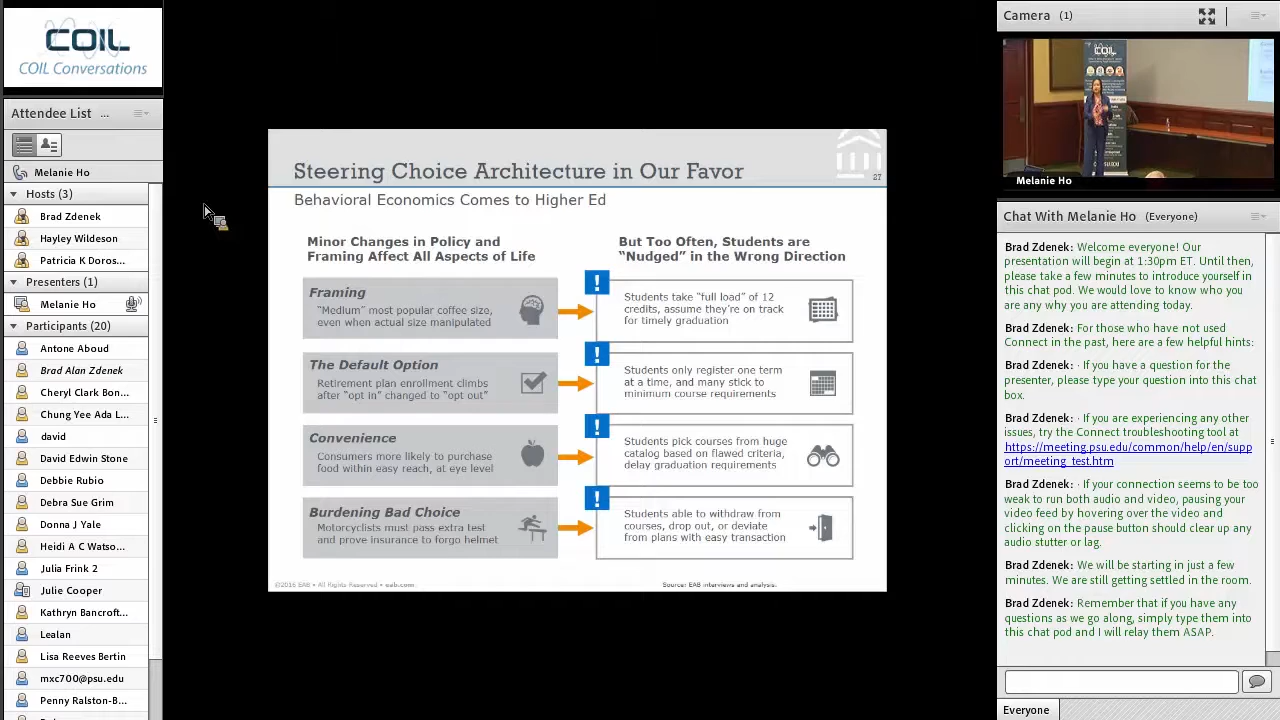 COIL
COIL Conversations
Attendee List ...
Melanie Ho
Hosts (3)
Brad Zdenek
Hayley Wildeson
Patricia K Doros...
Presenters (1)
Melanie Ho
Participants (20)
Antone Aboud
Brad Alan Zdenek
Cheryl Clark Bon...
Chung Yee Ada L...
david
David Edwin Stone
Debbie Rubio
Debra Sue Grim
Donna J Yale
Heidi A C Watso...
Julia Frink 2
Julie Cooper
Kathryn Bancroft...
Lealan
Lisa Reeves Bertin
mxc700@psu.edu
Penny Ralston-B...
Steering Choice Architecture in Our Favor
27
Behavioral Economics Comes to Higher Ed
Minor Changes in Policy and
Framing Affect All Aspects of Life
Framing
“Medium” most popular coffee size,
even when actual size manipulated
The Default Option
Retirement plan enrollment climbs
after “opt in” changed to “opt out”
Convenience
Consumers more likely to purchase
food within easy reach, at eye level
Burdening Bad Choice
Motorcyclists must pass extra test
and prove insurance to forgo helmet
But Too Often, Students are
“Nudged” in the Wrong Direction
!
Students take “full load” of 12
credits, assume they’re on track
for timely graduation
!
Students only register one term
at a time, and many stick to
minimum course requirements
!
Students pick courses from huge
catalog based on flawed criteria,
delay graduation requirements
!
Students able to withdraw from
courses, drop out, or deviate
from plans with easy transaction
©2016 EAB • All Rights Reserved • eab.com
Source: EAB interviews and analysis.
Camera (1)
COIL
Melanie Ho
Chat With Melanie Ho (Everyone)
Brad Zdenek: Welcome everyone! Our
presentation will begin at 1:30pm ET. Until then,
please take a few minutes to introduce yourself in
this chat pod. We would love to know who you
are any why you are attending today.
Brad Zdenek: For those who have not used
Connect in the past, here are a few helpful hints:
Brad Zdenek: · If you have a question for the
presenter, please type your question into this chat
box.
Brad Zdenek: · If you are experiencing any other
issues, try the Connect troubleshooting tool at
https://meeting.psu.edu/common/help/en/supp
ort/meeting_test.htm
Brad Zdenek: · If your connection seems to be too
weak to run both audio and video, pausing your
video feed by hovering over the video and
clicking on the pause button should clear up any
audio stutter or lag.
Brad Zdenek: We will be starting in just a few
minutes are still getting settled in the room.
Brad Zdenek: Remember that if you have any
questions as we go along, simply type them into
this chat pod and I will relay them ASAP.
Everyone